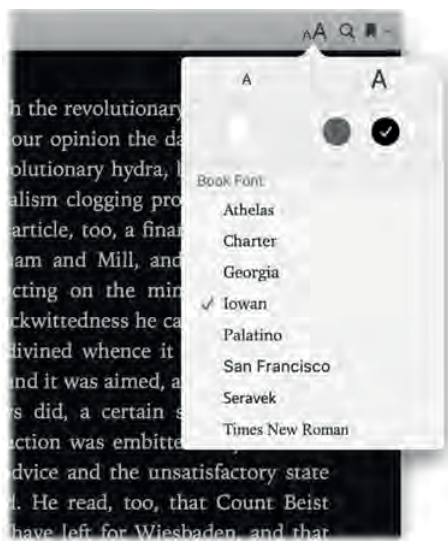 AA
h the revolutionary
our opinion the da
olutionary hydra,
alism clogging pro
article, too, a finan
am and Mill, and
cting on the min
ckwittedness he ca
divined whence it
nd it was aimed, a
ys did, a certain s
ction was embitte
dvice and the unsatisfactory state
d. He read, too, that Count Beist
have left for Wiesbaden, and that
A A
Book Font:
Athelas
Charter
Georgia
Iowan
Palatino
San Francisco
Seravek
Times New Roman